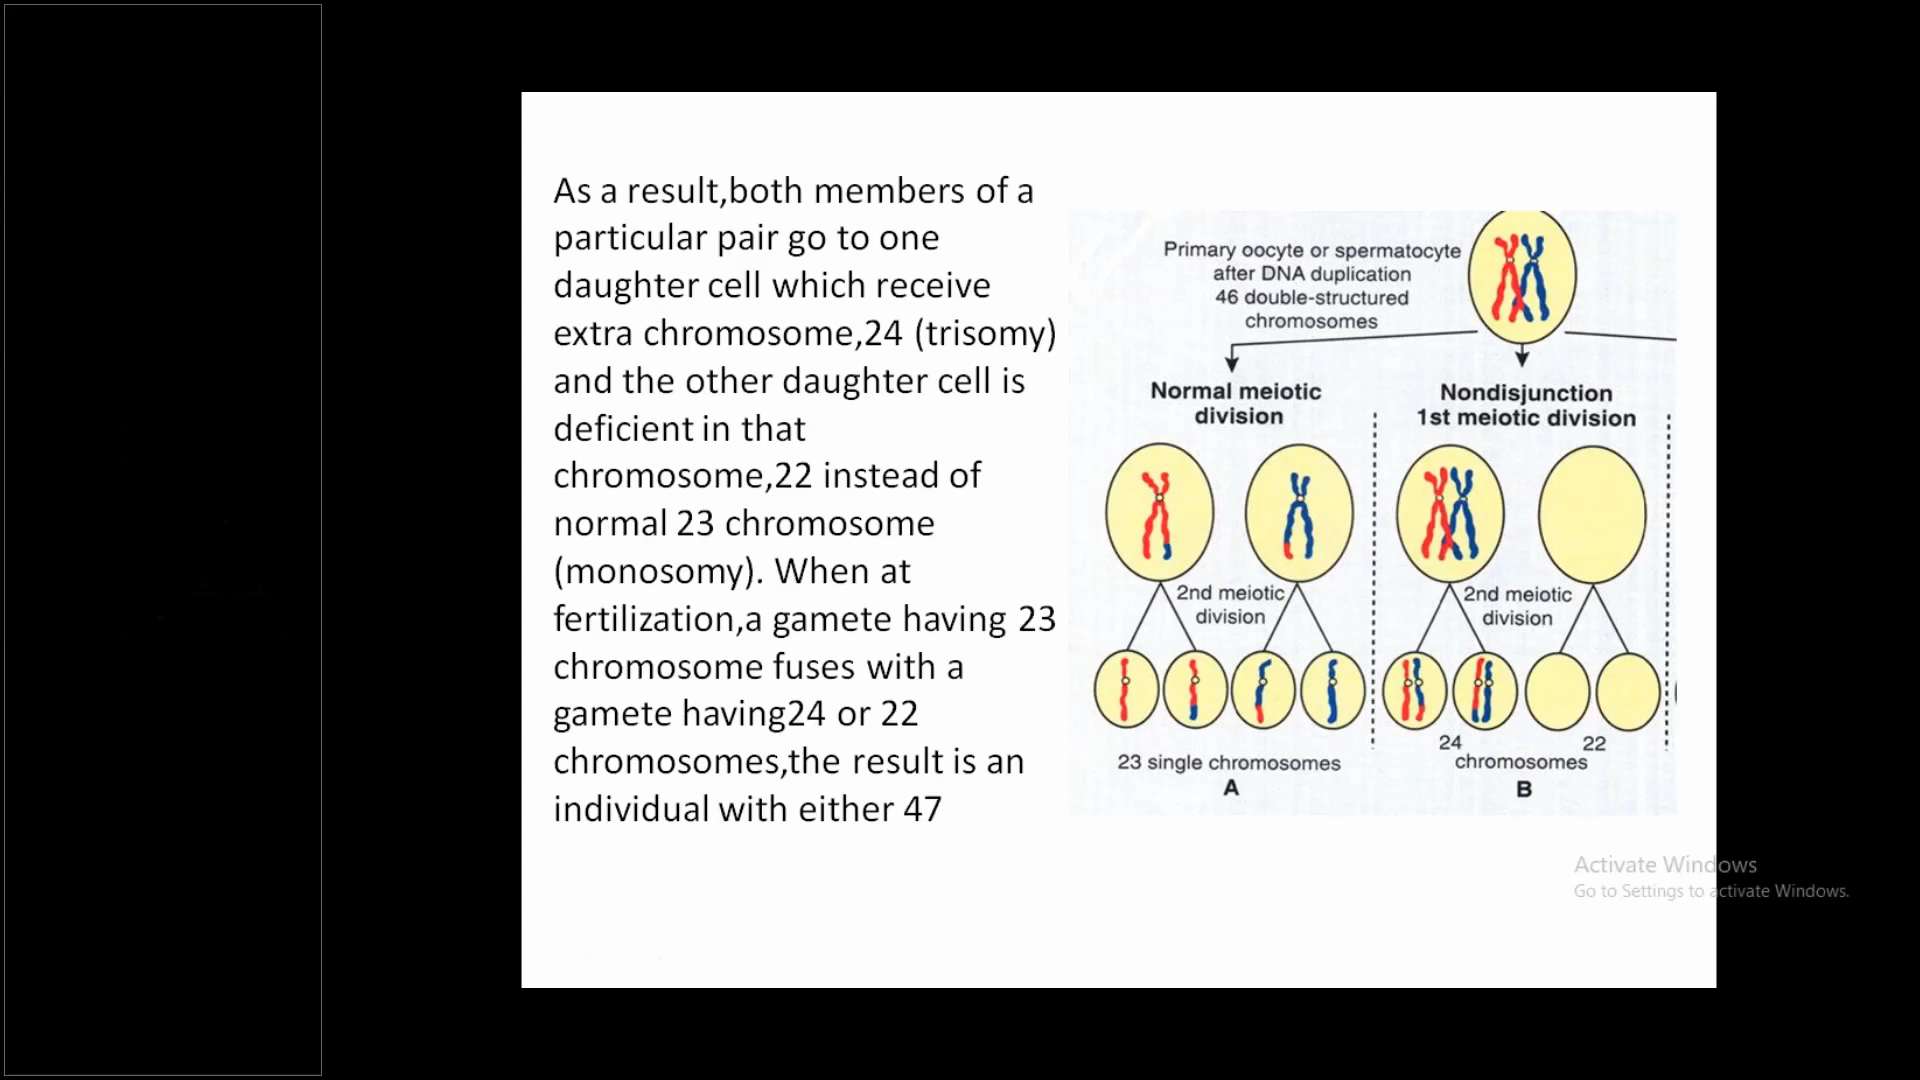 As a result,both members of a
particular pair go to one
daughter cell which receive
extra chromosome,24 (trisomy)
and the other daughter cell is
deficient in that
chromosome,22 instead of
normal 23 chromosome
(monosomy). When at
fertilization,a gamete having 23
chromosome fuses with a
gamete having24 or 22
chromosomes,the result is an
individual with either 47
Primary oocyte or spermatocyte
after DNA duplication
46 double-structured
chromosomes
Normal meiotic
division
Nondisjunction
1st meiotic division
2nd meiotic
division
2nd meiotic
division
23 single chromosomes
A
24 22
chromosomes
B
Activate Windows
Go to Settings to activate Windows.